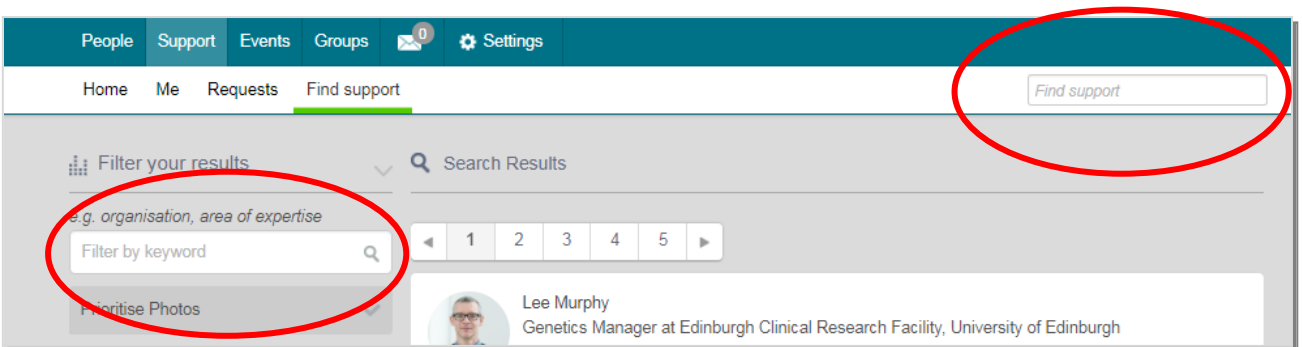 People Support Events Groups 0 Settings
Home Me Requests Find support Find support
Filter your results Search Results
e.g. organisation, area of expertise
Filter by keyword
1 2 3 4 5
Prioritise Photos
Lee Murphy
Genetics Manager at Edinburgh Clinical Research Facility, University of Edinburgh